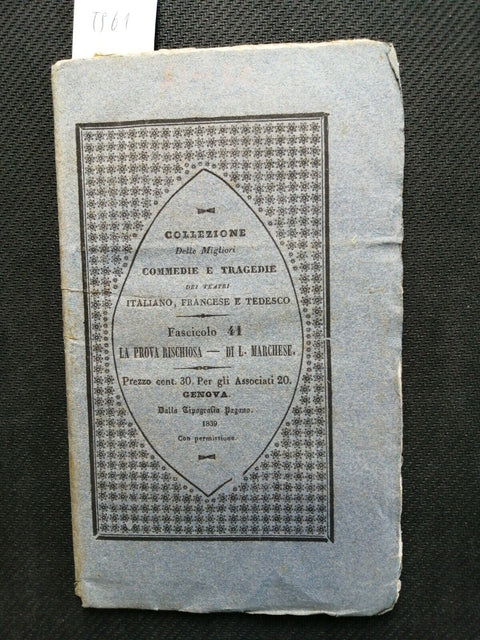 T961
COLLEZIONE
Delle Migliori
COMMEDIE E TRAGEDIE
DEI TEATRI
ITALIANO, FRANCESE E TEDESCO
Fascicolo 41
LA PROVA RISCHIOSA — DI L. MARCHESE.
Prezzo cent. 30. Per gli Associati 20.
GENOVA.
Dalla Tipografia Pagano.
1839
Con permissione.